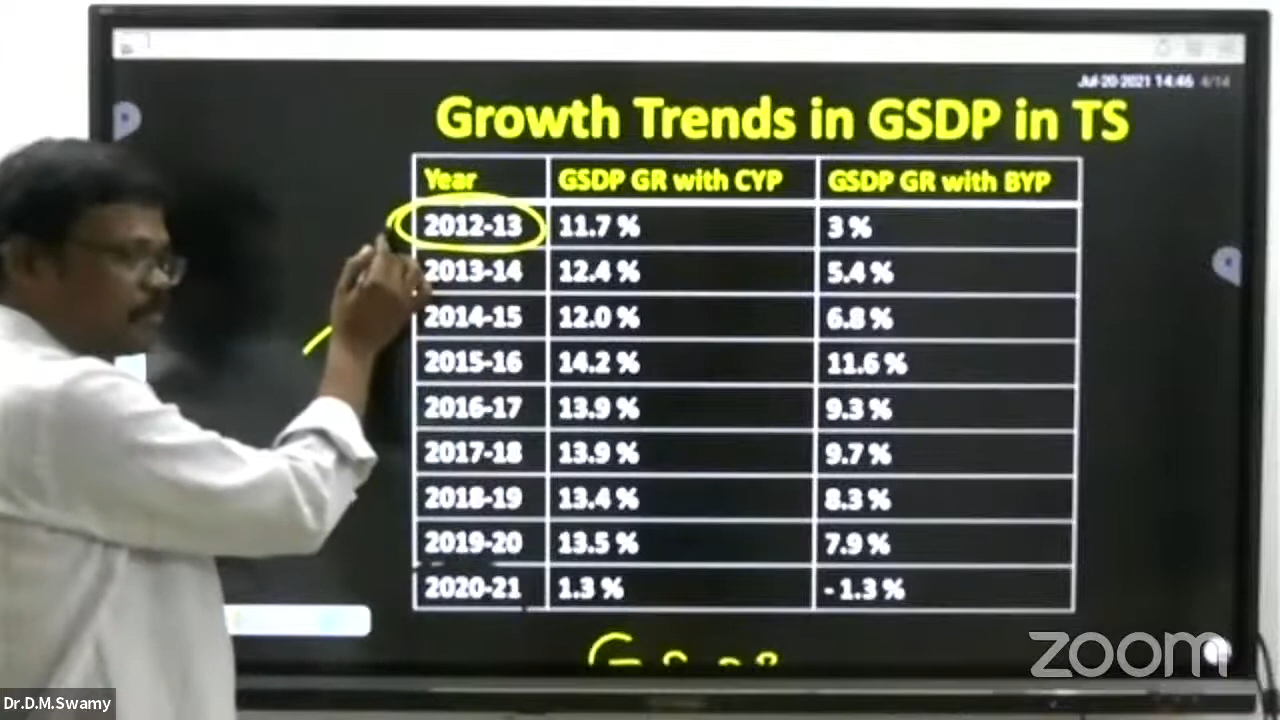 Jul-20-2021 14:46 4/14
Growth Trends in GSDP in TS
Year GSDP GR with CYP GSDP GR with BYP
2012-13 11.7 % 3 %
2013-14 12.4 % 5.4 %
2014-15 12.0 % 6.8 %
2015-16 14.2 % 11.6 %
2016-17 13.9 % 9.3 %
2017-18 13.9 % 9.7 %
2018-19 13.4 % 8.3 %
2019-20 13.5 % 7.9 %
2020-21 1.3 % - 1.3 %
zoom
Dr.D.M.Swamy